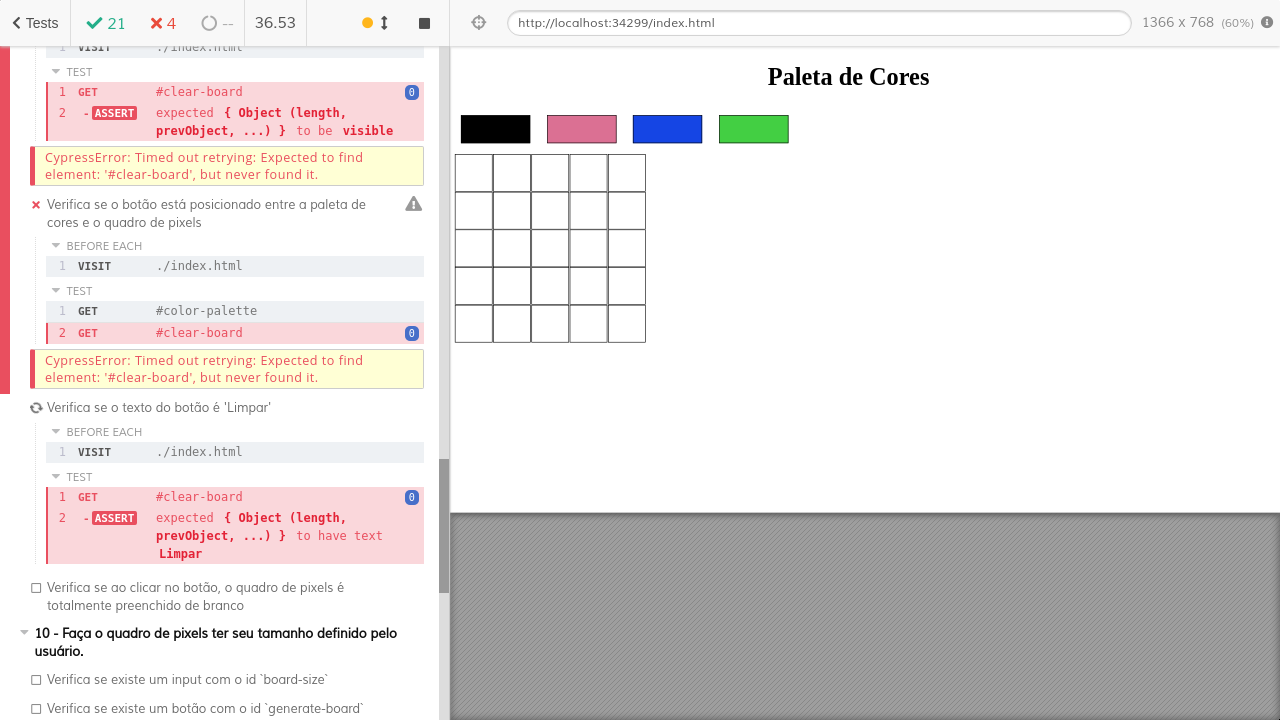 Tests
21
4
--
36.53
http://localhost:34299/index.html
1366 x 768 (60%)
1 VISIT ./index.html
TEST
1 GET #clear-board 0
2 -ASSERT expected { Object (length,
prevObject, ...) } to be visible
CypressError: Timed out retrying: Expected to find
element: '#clear-board', but never found it.
Verifica se o botão está posicionado entre a paleta de
cores e o quadro de pixels
BEFORE EACH
1 VISIT ./index.html
TEST
1 GET #color-palette
2 GET #clear-board 0
CypressError: Timed out retrying: Expected to find
element: '#clear-board', but never found it.
Verifica se o texto do botão é 'Limpar'
BEFORE EACH
1 VISIT ./index.html
TEST
1 GET #clear-board 0
2 -ASSERT expected { Object (length,
prevObject, ...) } to have text
Limpar
Verifica se ao clicar no botão, o quadro de pixels é
totalmente preenchido de branco
10 - Faça o quadro de pixels ter seu tamanho definido pelo
usuário.
Verifica se existe um input com o id `board-size`
Verifica se existe um botão com o id `generate-board`
Paleta de Cores